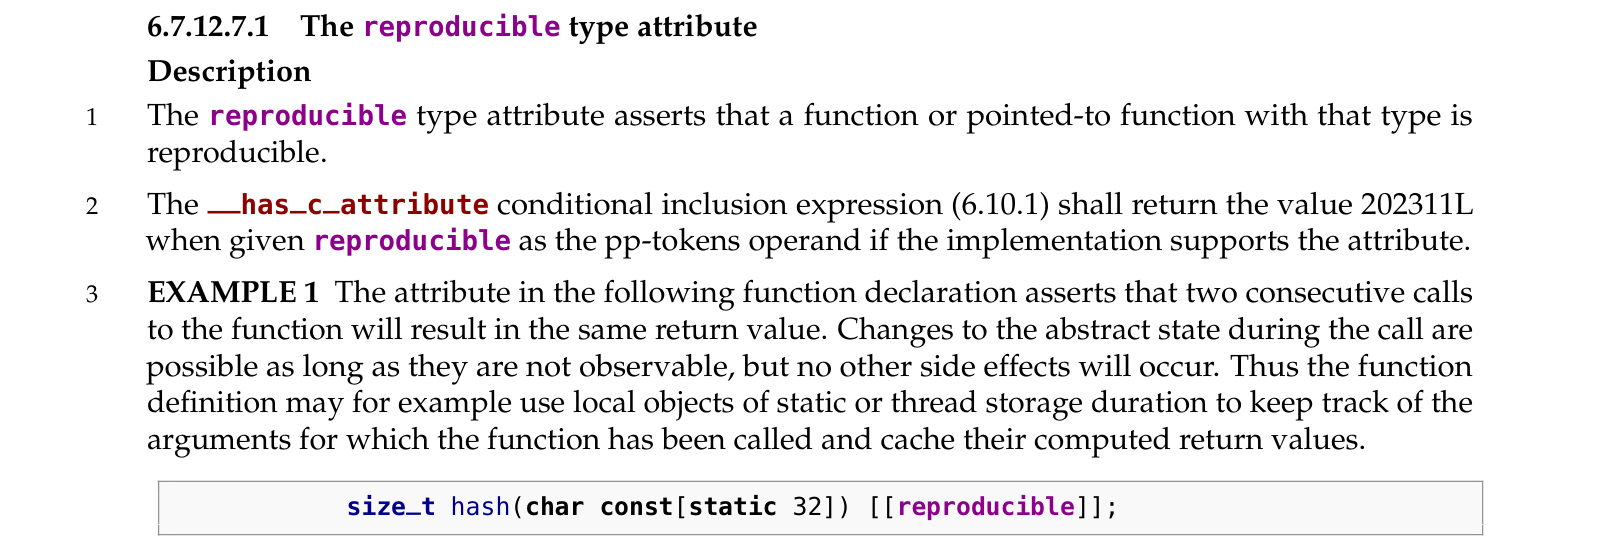 6.7.12.7.1 The reproducible type attribute
Description
1 The reproducible type attribute asserts that a function or pointed-to function with that type is
reproducible.
2 The __has_c_attribute conditional inclusion expression (6.10.1) shall return the value 202311L
when given reproducible as the pp-tokens operand if the implementation supports the attribute.
3 EXAMPLE 1 The attribute in the following function declaration asserts that two consecutive calls
to the function will result in the same return value. Changes to the abstract state during the call are
possible as long as they are not observable, but no other side effects will occur. Thus the function
definition may for example use local objects of static or thread storage duration to keep track of the
arguments for which the function has been called and cache their computed return values.
size_t hash(char const[static 32]) [[reproducible]];